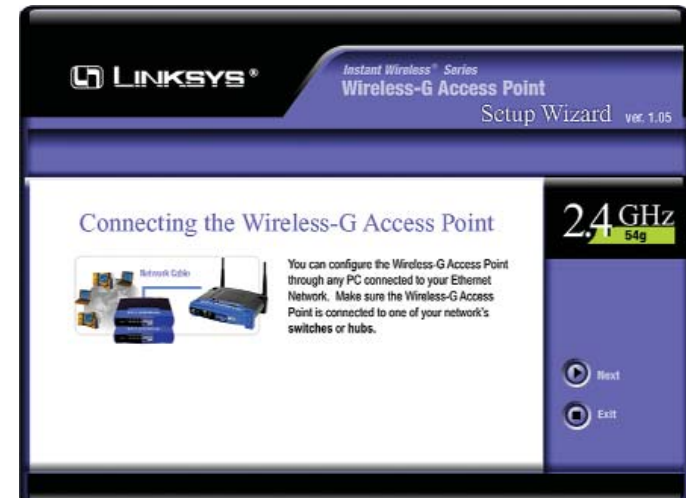 LINKSYS®
Instant Wireless® Series
Wireless-G Access Point
Setup Wizard ver. 1.05
2.4 GHz
54g
Connecting the Wireless-G Access Point
Network Cable
You can configure the Wireless-G Access Point
through any PC connected to your Ethernet
Network. Make sure the Wireless-G Access
Point is connected to one of your network's
switches or hubs.
Next
Exit